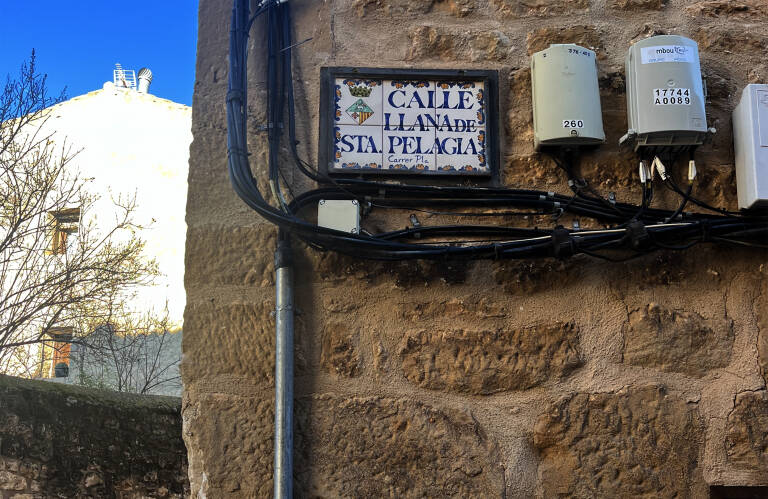 CALLE
LLANA DE
STA. PELAGIA
Carrer Pla
260
17744
A0089